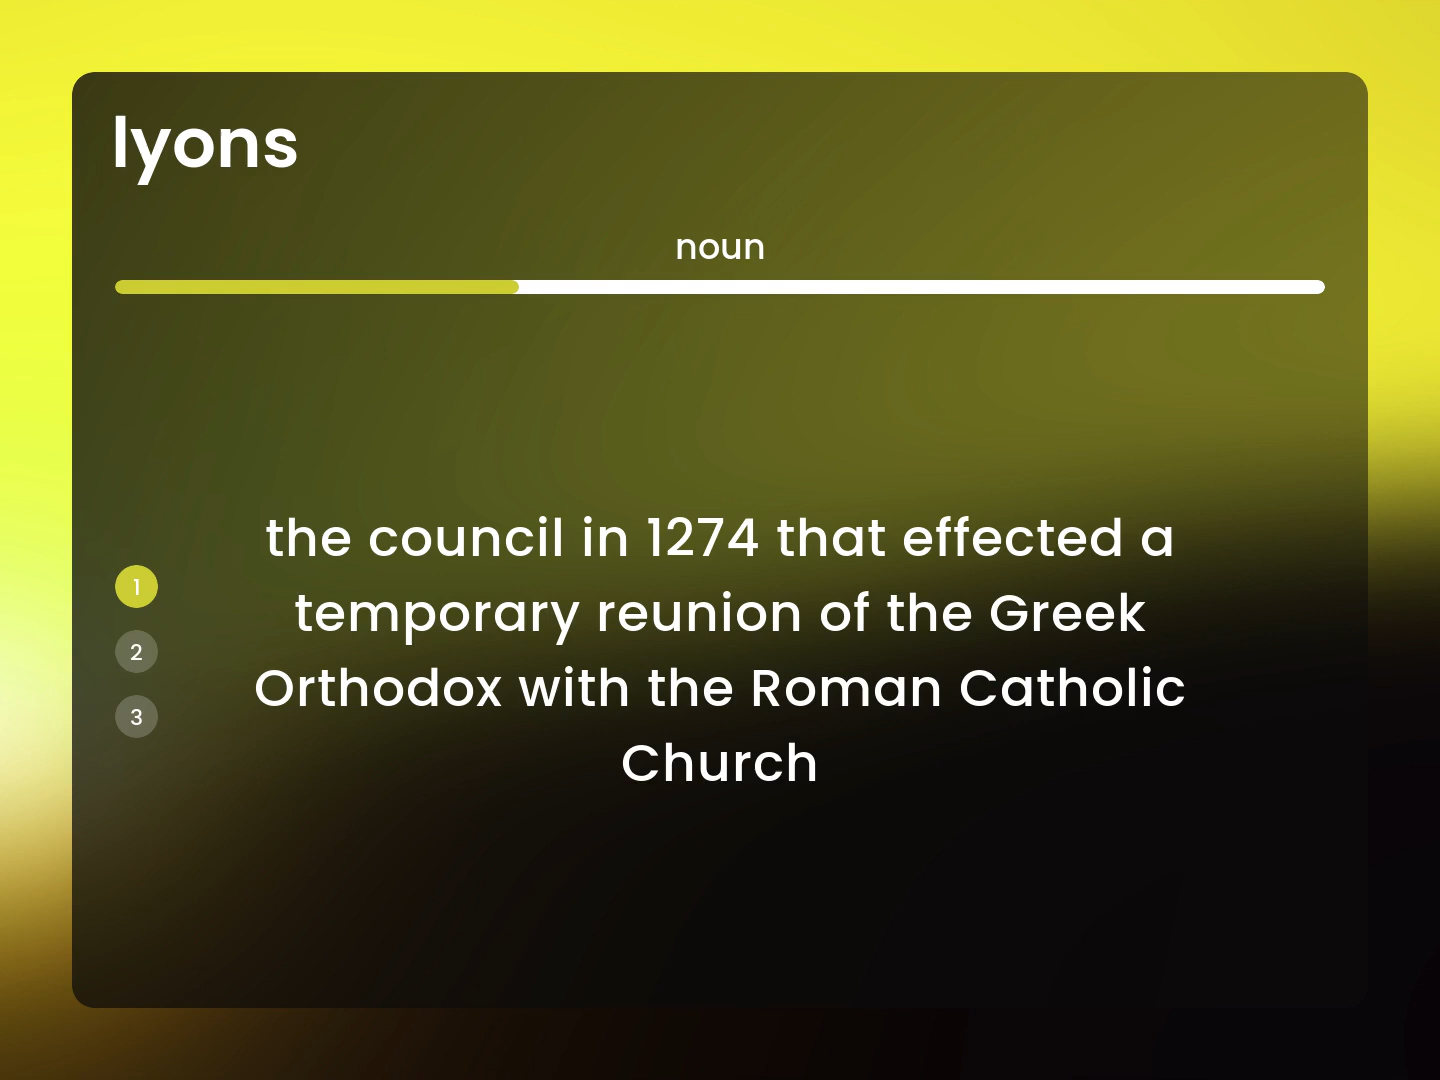 lyons
noun
the council in 1274 that effected a
temporary reunion of the Greek
Orthodox with the Roman Catholic
Church
1
2
3